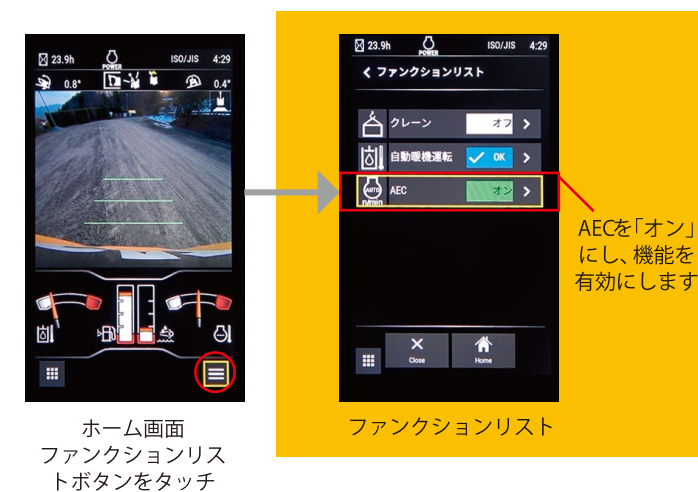 23.9h
POWER
ISO/JIS
4:29
0.8°
0.4°
ホーム画面
ファンクションリス
トボタンをタッチ
23.9h
POWER
ISO/JIS
4:29
ファンクションリスト
クレーン
オフ
自動暖機運転
OK
AUTO
n/min
AEC
オン
Close
Home
ファンクションリスト
AECを「オン」
にし、機能を
有効にします